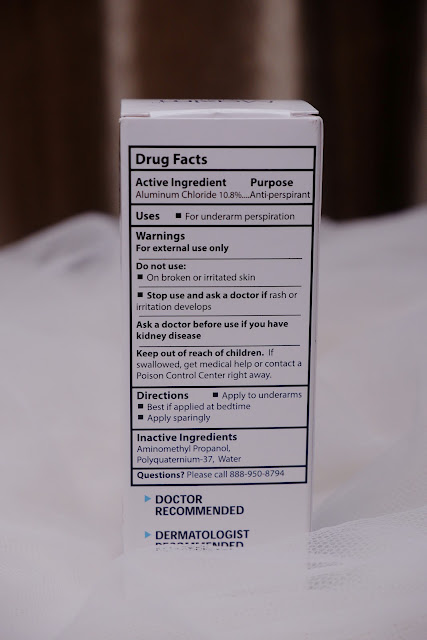 Drug Facts
Active Ingredient Purpose
Aluminum Chloride 10.8%....Anti-perspirant
Uses ■ For underarm perspiration
Warnings
For external use only
Do not use:
■ On broken or irritated skin
■ Stop use and ask a doctor if rash or
irritation develops
Ask a doctor before use if you have
kidney disease
Keep out of reach of children. If
swallowed, get medical help or contact a
Poison Control Center right away.
Directions ■ Apply to underarms
■ Best if applied at bedtime
■ Apply sparingly
Inactive Ingredients
Aminomethyl Propanol,
Polyquaternium-37, Water
Questions? Please call 888-950-8794
DOCTOR
RECOMMENDED
DERMATOLOGIST
RECOMMENDED